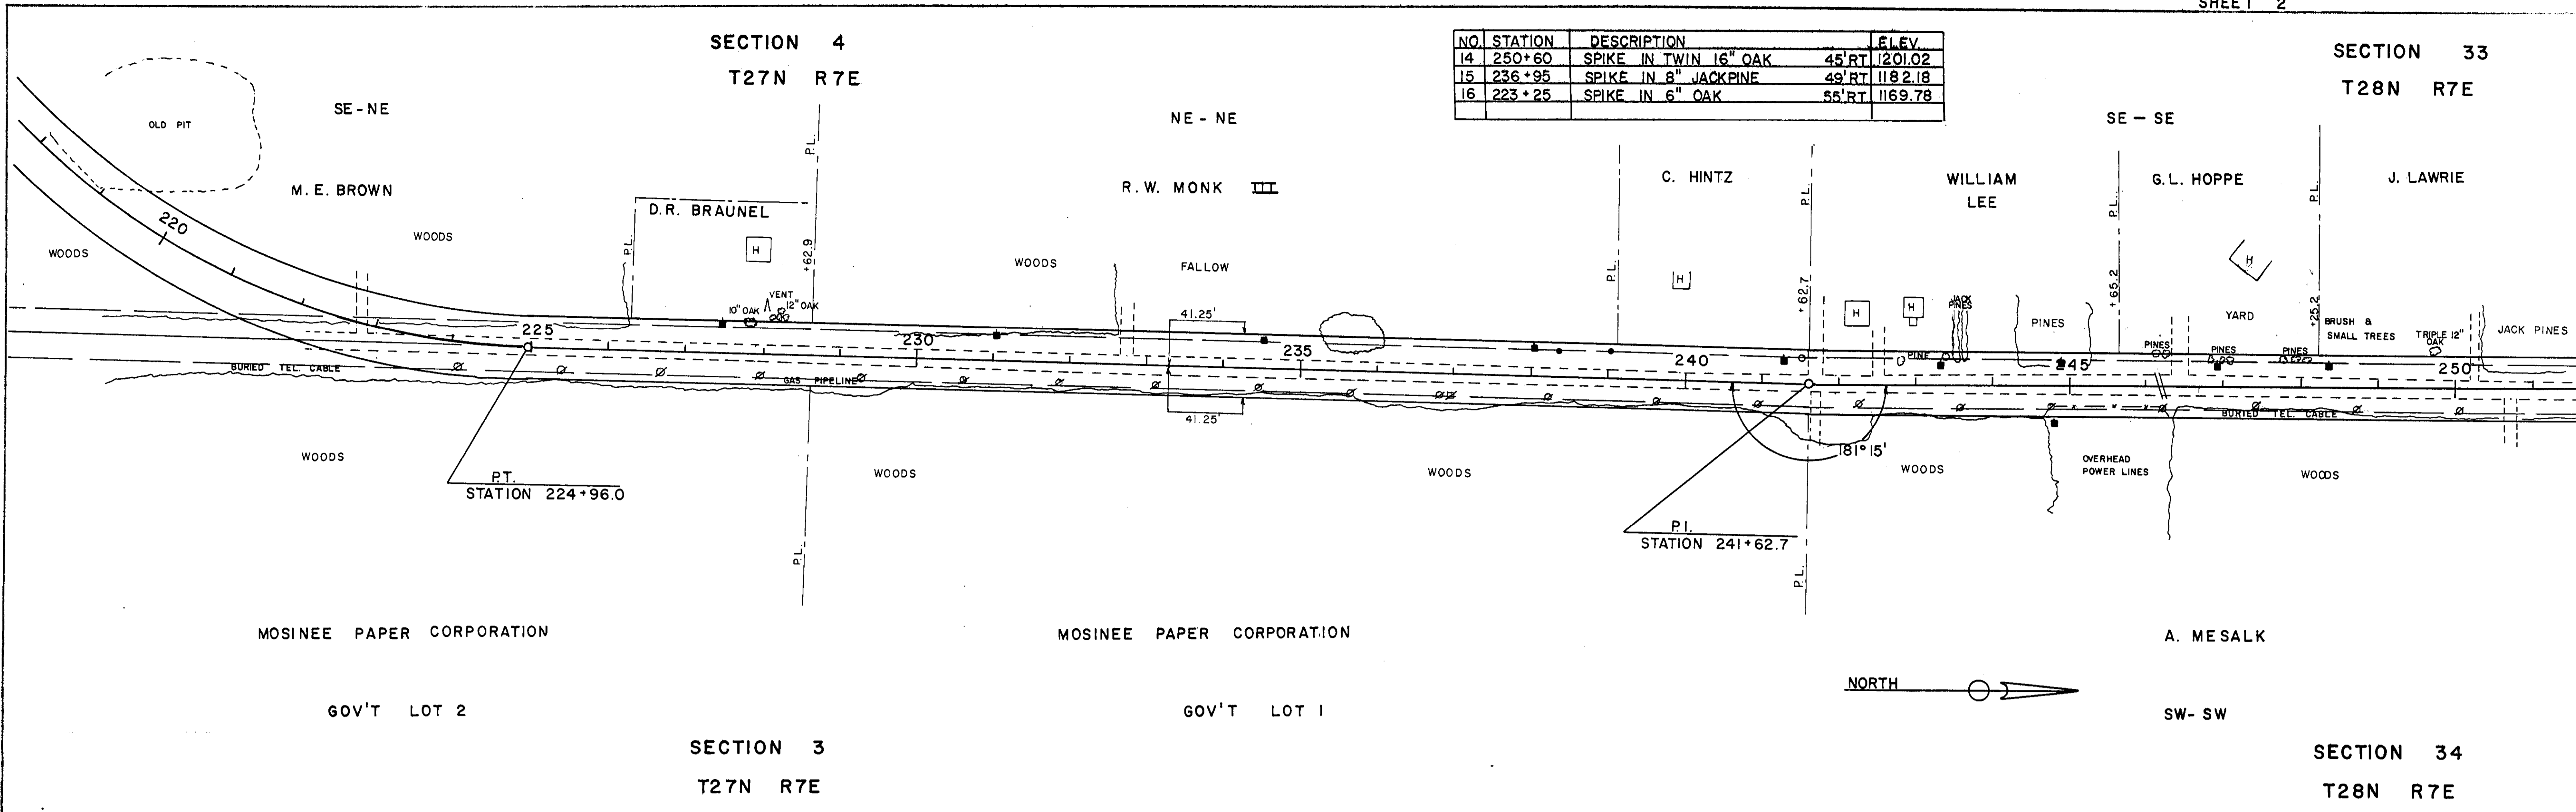 SHEET 2
SECTION 4
T27N R7E
NO. STATION DESCRIPTION ELEV.
14 250+60 SPIKE IN TWIN 16" OAK 45'RT 1201.02
15 236+95 SPIKE IN 8" JACKPINE 49'RT 1182.18
16 223+25 SPIKE IN 6" OAK 55'RT 1169.78
SECTION 33
T28N R7E
SE-NE
OLD PIT
NE-NE
SE-SE
M.E. BROWN
R.W. MONK III
C. HINTZ
WILLIAM
LEE
G.L. HOPPE
J. LAWRIE
D.R. BRAUNEL
P.L.
P.L.
P.L.
P.L.
P.L.
P.L.
220
WOODS
WOODS
H
+62.9
WOODS
FALLOW
H
+62.7
H
H
JACK
PINES
+65.2
H
YARD
+25.2
VENT
10" OAK
12" OAK
41.25'
PINES
BRUSH &
SMALL TREES
TRIPLE 12"
OAK
JACK PINES
225
230
235
240
PINE
245
PINES
PINES
PINES
250
BURIED TEL. CABLE
GAS PIPELINE
BURIED TEL. CABLE
41.25'
181°15'
WOODS
WOODS
WOODS
WOODS
OVERHEAD
POWER LINES
WOODS
P.T.
STATION 224+96.0
P.I.
STATION 241+62.7
P.L.
P.L.
MOSINEE PAPER CORPORATION
MOSINEE PAPER CORPORATION
A. MESALK
NORTH
GOV'T LOT 2
GOV'T LOT 1
SW-SW
SECTION 3
T27N R7E
SECTION 34
T28N R7E